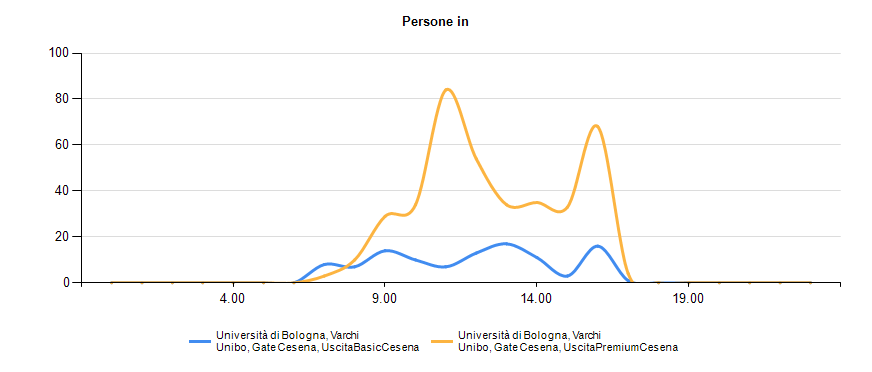 Persone in
100
80
60
40
20
0
4.00 9.00 14.00 19.00
Università di Bologna, Varchi
Unibo, Gate Cesena, UscitaBasicCesena
Università di Bologna, Varchi
Unibo, Gate Cesena, UscitaPremiumCesena